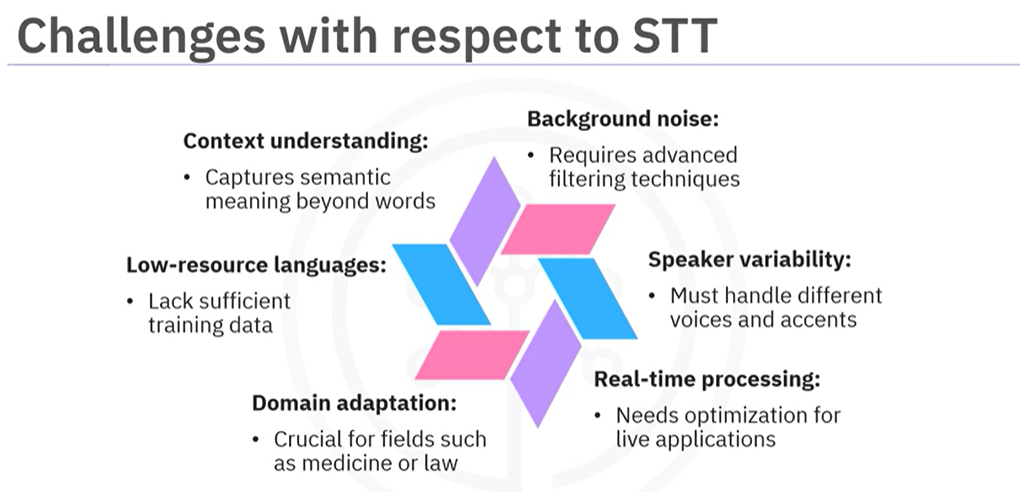 Challenges with respect to STT
Background noise:
• Requires advanced
filtering techniques
Speaker variability:
• Must handle different
voices and accents
Real-time processing:
• Needs optimization for
live applications
Domain adaptation:
• Crucial for fields such
as medicine or law
Low-resource languages:
• Lack sufficient
training data
Context understanding:
• Captures semantic
meaning beyond words